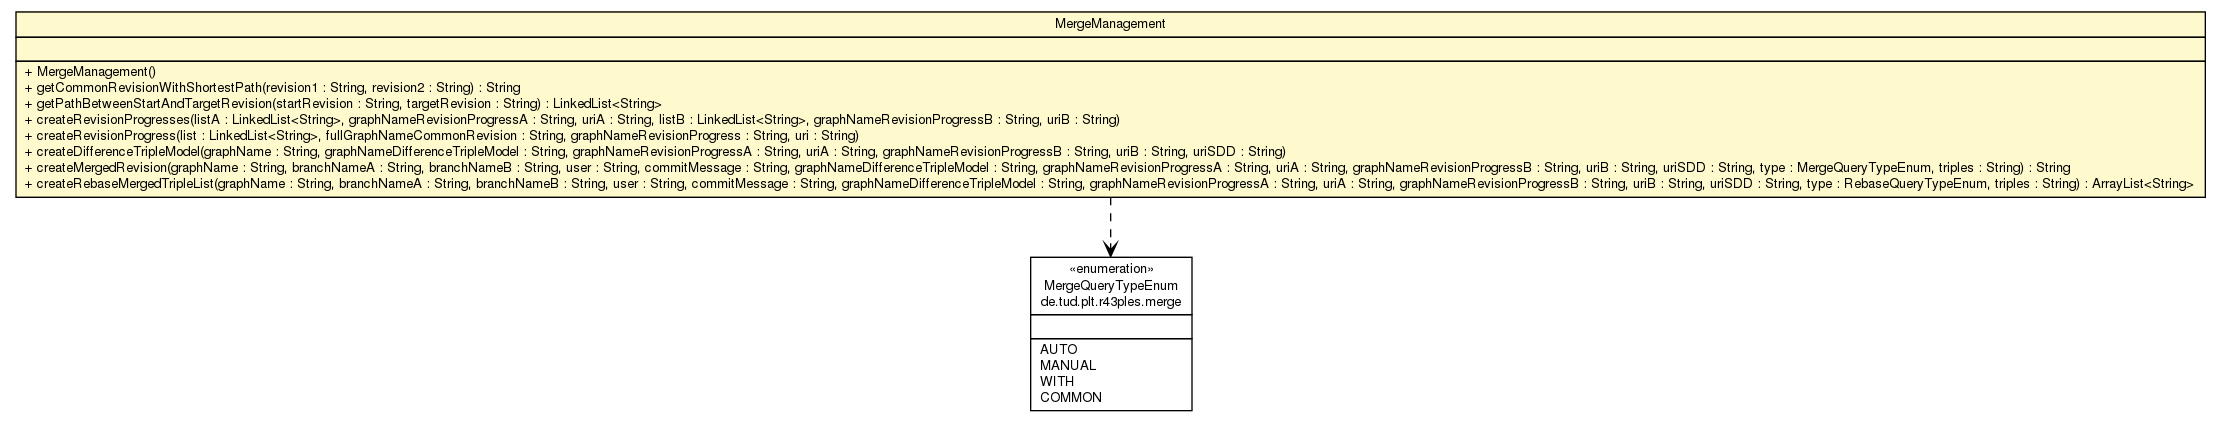 MergeManagement
+ MergeManagement()
+ getCommonRevisionWithShortestPath(revision1 : String, revision2 : String) : String
+ getPathBetweenStartAndTargetRevision(startRevision : String, targetRevision : String) : LinkedList<String>
+ createRevisionProgresses(listA : LinkedList<String>, graphNameRevisionProgressA : String, uriA : String, listB : LinkedList<String>, graphNameRevisionProgressB : String, uriB : String)
+ createRevisionProgress(list : LinkedList<String>, fullGraphNameCommonRevision : String, graphNameRevisionProgress : String, uri : String)
+ createDifferenceTripleModel(graphName : String, graphNameDifferenceTripleModel : String, graphNameRevisionProgressA : String, uriA : String, graphNameRevisionProgressB : String, uriB : String, uriSDD : String)
+ createMergedRevision(graphName : String, branchNameA : String, branchNameB : String, user : String, commitMessage : String, graphNameDifferenceTripleModel : String, graphNameRevisionProgressA : String, uriA : String, graphNameRevisionProgressB : String, uriB : String, uriSDD : String, type : MergeQueryTypeEnum, triples : String) : String
+ createRebaseMergedTripleList(graphName : String, branchNameA : String, branchNameB : String, user : String, commitMessage : String, graphNameDifferenceTripleModel : String, graphNameRevisionProgressA : String, uriA : String, graphNameRevisionProgressB : String, uriB : String, uriSDD : String, type : RebaseQueryTypeEnum, triples : String) : ArrayList<String>
«enumeration»
MergeQueryTypeEnum
de.tud.plt.r43ples.merge
AUTO
MANUAL
WITH
COMMON